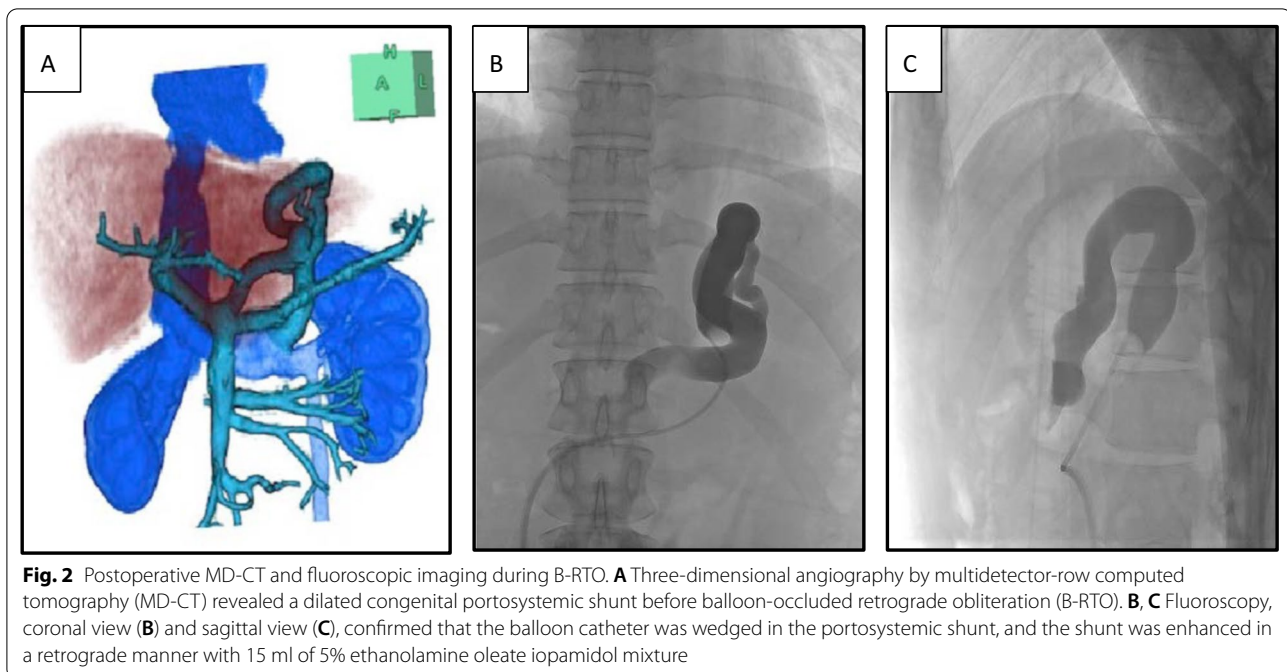 A
H
A
L
F
B
C
Fig. 2 Postoperative MD-CT and fluoroscopic imaging during B-RTO. A Three-dimensional angiography by multidetector-row computed
tomography (MD-CT) revealed a dilated congenital portosystemic shunt before balloon-occluded retrograde obliteration (B-RTO). B, C Fluoroscopy,
coronal view (B) and sagittal view (C), confirmed that the balloon catheter was wedged in the portosystemic shunt, and the shunt was enhanced in
a retrograde manner with 15 ml of 5% ethanolamine oleate iopamidol mixture